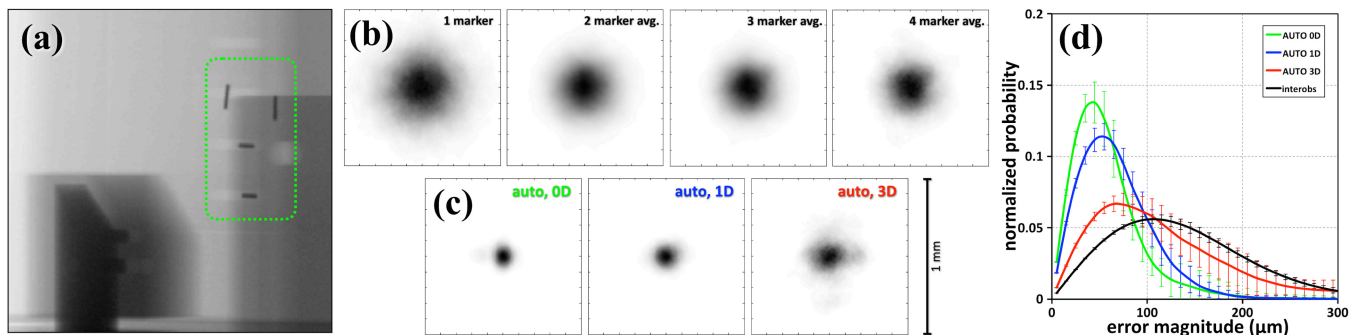 (a)
(b)
1 marker
2 marker avg.
3 marker avg.
4 marker avg.
(c)
auto, 0D
auto, 1D
auto, 3D
1 mm
(d)
AUTO 0D
AUTO 1D
AUTO 3D
interobs
normalized probability
0.2
0.15
0.1
0.05
0
0
100
200
300
error magnitude (µm)